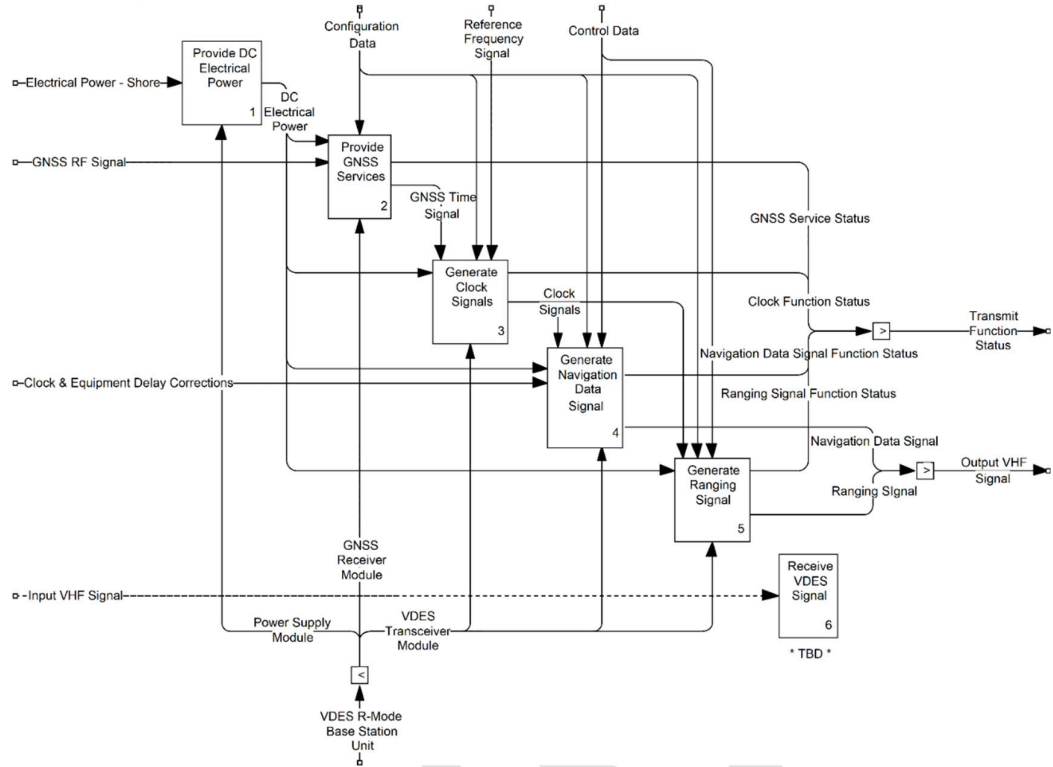 Configuration
Data
Reference
Frequency
Signal
Control Data
Provide DC
Electrical
Power
1
Electrical Power - Shore
DC
Electrical
Power
GNSS RF Signal
Provide
GNSS
Services
2
GNSS Time
Signal
GNSS Service Status
Generate
Clock
Signals
3
Clock
Signals
Clock Function Status
>
Transmit
Function
Status
Navigation Data Signal Function Status
Clock & Equipment Delay Corrections
Generate
Navigation
Data
Signal
4
Ranging Signal Function Status
Navigation Data Signal
>
Output VHF
Signal
Generate
Ranging
Signal
5
Ranging SIgnal
GNSS
Receiver
Module
Input VHF Signal
Receive
VDES
Signal
6
* TBD *
Power Supply
Module
VDES
Transceiver
Module
<
VDES R-Mode
Base Station
Unit